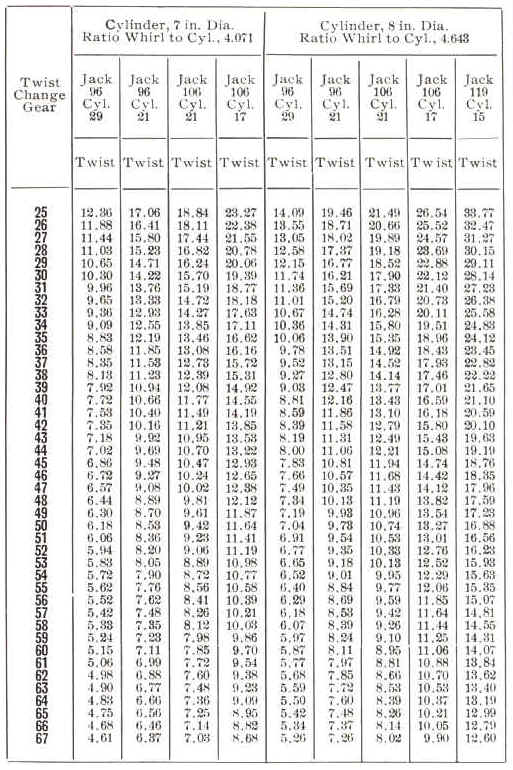 Cylinder, 7 in. Dia. Cylinder, 8 in. Dia.
Ratio Whirl to Cyl., 4.071 Ratio Whirl to Cyl., 4.643
Twist Jack Jack Jack Jack Jack Jack Jack Jack Jack
Change 96 96 106 106 96 96 106 106 119
Gear Cyl. Cyl. Cyl. Cyl. Cyl. Cyl. Cyl. Cyl. Cyl.
29 21 21 17 29 21 21 17 15
Twist Twist Twist Twist Twist Twist Twist Twist Twist
25 12.36 17.06 18.84 23.27 14.09 19.46 21.49 26.54 33.77
26 11.88 16.41 18.11 22.38 13.55 18.71 20.66 25.52 32.47
27 11.44 15.80 17.44 21.55 13.05 18.02 19.89 24.57 31.27
28 11.03 15.23 16.82 20.78 12.58 17.37 19.18 23.69 30.15
29 10.65 14.71 16.24 20.06 12.15 16.77 18.52 22.88 29.11
30 10.30 14.22 15.70 19.39 11.74 16.21 17.90 22.12 28.14
31 9.96 13.76 15.19 18.77 11.36 15.69 17.33 21.40 27.23
32 9.65 13.33 14.72 18.18 11.01 15.20 16.79 20.73 26.38
33 9.36 12.93 14.27 17.63 10.67 14.74 16.28 20.11 25.58
34 9.09 12.55 13.85 17.11 10.36 14.31 15.80 19.51 24.83
35 8.83 12.19 13.46 16.62 10.06 13.90 15.35 18.96 24.12
36 8.58 11.85 13.08 16.16 9.78 13.51 14.92 18.43 23.45
37 8.35 11.53 12.73 15.72 9.52 13.15 14.52 17.93 22.82
38 8.13 11.23 12.39 15.31 9.27 12.80 14.14 17.46 22.22
39 7.92 10.94 12.08 14.92 9.03 12.47 13.77 17.01 21.65
40 7.72 10.66 11.77 14.55 8.81 12.16 13.43 16.59 21.10
41 7.53 10.40 11.49 14.19 8.59 11.86 13.10 16.18 20.59
42 7.35 10.16 11.21 13.85 8.39 11.58 12.79 15.80 20.10
43 7.18 9.92 10.95 13.53 8.19 11.31 12.49 15.43 19.63
44 7.02 9.69 10.70 13.22 8.00 11.06 12.21 15.08 19.19
45 6.86 9.48 10.47 12.93 7.83 10.81 11.94 14.74 18.76
46 6.72 9.27 10.24 12.65 7.66 10.57 11.68 14.42 18.35
47 6.57 9.08 10.02 12.38 7.49 10.35 11.43 14.12 17.96
48 6.44 8.89 9.81 12.12 7.34 10.13 11.19 13.82 17.59
49 6.30 8.70 9.61 11.87 7.19 9.93 10.96 13.54 17.23
50 6.18 8.53 9.42 11.64 7.04 9.73 10.74 13.27 16.88
51 6.06 8.36 9.23 11.41 6.91 9.54 10.53 13.01 16.56
52 5.94 8.20 9.06 11.19 6.77 9.35 10.33 12.76 16.23
53 5.83 8.05 8.89 10.98 6.65 9.18 10.13 12.52 15.93
54 5.72 7.90 8.72 10.77 6.52 9.01 9.95 12.29 15.63
55 5.62 7.76 8.56 10.58 6.40 8.84 9.77 12.06 15.35
56 5.52 7.62 8.41 10.39 6.29 8.69 9.59 11.85 15.07
57 5.42 7.48 8.26 10.21 6.18 8.53 9.42 11.64 14.81
58 5.33 7.35 8.12 10.03 6.07 8.39 9.26 11.44 14.55
59 5.24 7.23 7.98 9.86 5.97 8.24 9.10 11.25 14.31
60 5.15 7.11 7.85 9.70 5.87 8.11 8.95 11.06 14.07
61 5.06 6.99 7.72 9.54 5.77 7.97 8.81 10.88 13.84
62 4.98 6.88 7.60 9.38 5.68 7.85 8.66 10.70 13.62
63 4.90 6.77 7.48 9.23 5.59 7.72 8.53 10.53 13.40
64 4.83 6.66 7.36 9.09 5.50 7.60 8.39 10.37 13.19
65 4.75 6.56 7.25 8.95 5.42 7.48 8.26 10.21 12.99
66 4.68 6.46 7.14 8.82 5.34 7.37 8.14 10.05 12.79
67 4.61 6.37 7.03 8.68 5.26 7.26 8.02 9.90 12.60